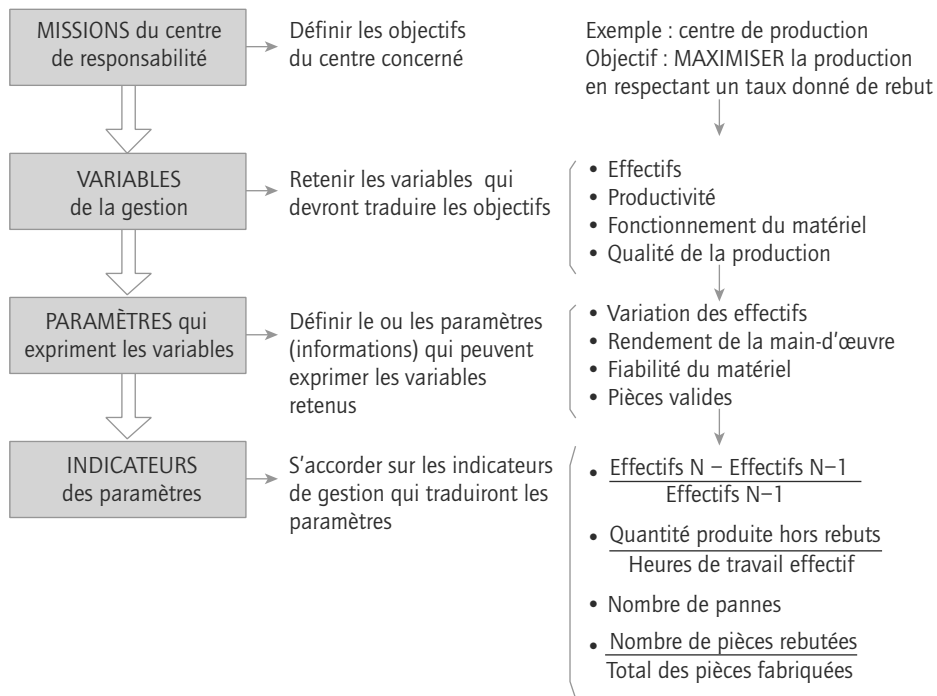 MISSIONS du centre
de responsabilité
Définir les objectifs
du centre concerné
Exemple : centre de production
Objectif : MAXIMISER la production
en respectant un taux donné de rebut
VARIABLES
de la gestion
Retenir les variables qui
devront traduire les objectifs
• Effectifs
• Productivité
• Fonctionnement du matériel
• Qualité de la production
PARAMÈTRES qui
expriment les variables
Définir le ou les paramètres
(informations) qui peuvent
exprimer les variables
retenus
• Variation des effectifs
• Rendement de la main-d'œuvre
• Fiabilité du matériel
• Pièces valides
INDICATEURS
des paramètres
S'accorder sur les indicateurs
de gestion qui traduiront les
paramètres
• Effectifs N – Effectifs N–1
Effectifs N–1
• Quantité produite hors rebuts
Heures de travail effectif
• Nombre de pannes
• Nombre de pièces rebutées
Total des pièces fabriquées